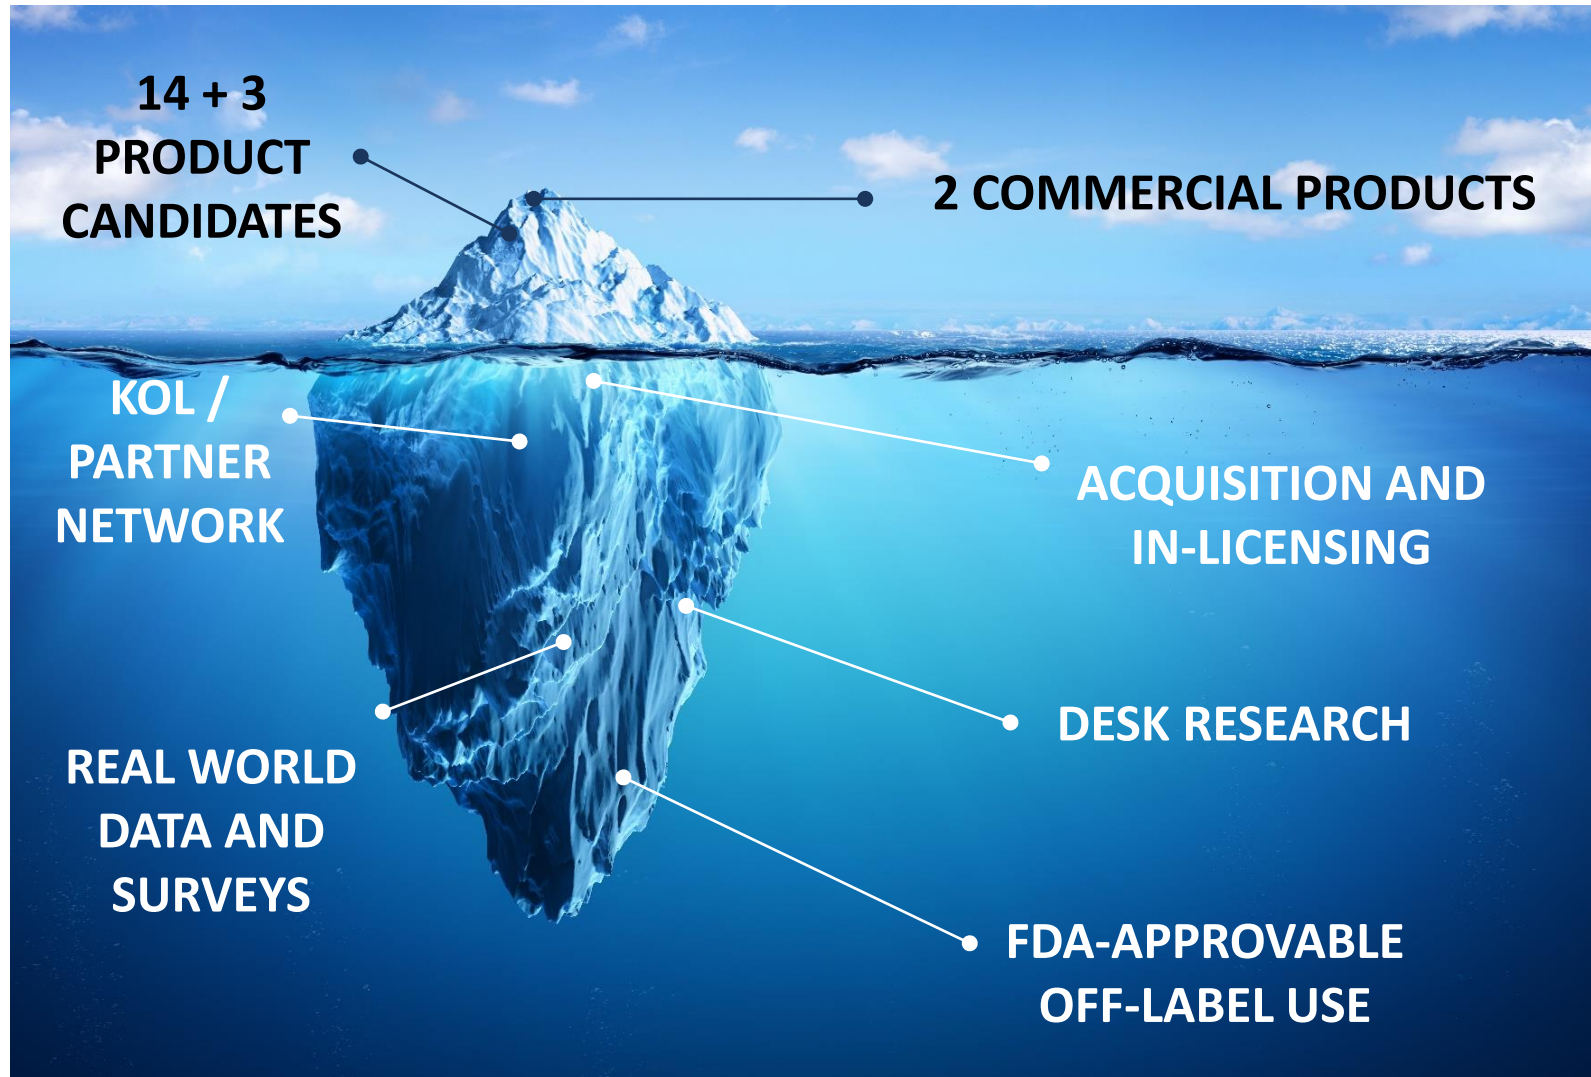 14 + 3
PRODUCT
CANDIDATES
2 COMMERCIAL PRODUCTS
KOL /
PARTNER
NETWORK
ACQUISITION AND
IN-LICENSING
REAL WORLD
DATA AND
SURVEYS
DESK RESEARCH
FDA-APPROVABLE
OFF-LABEL USE